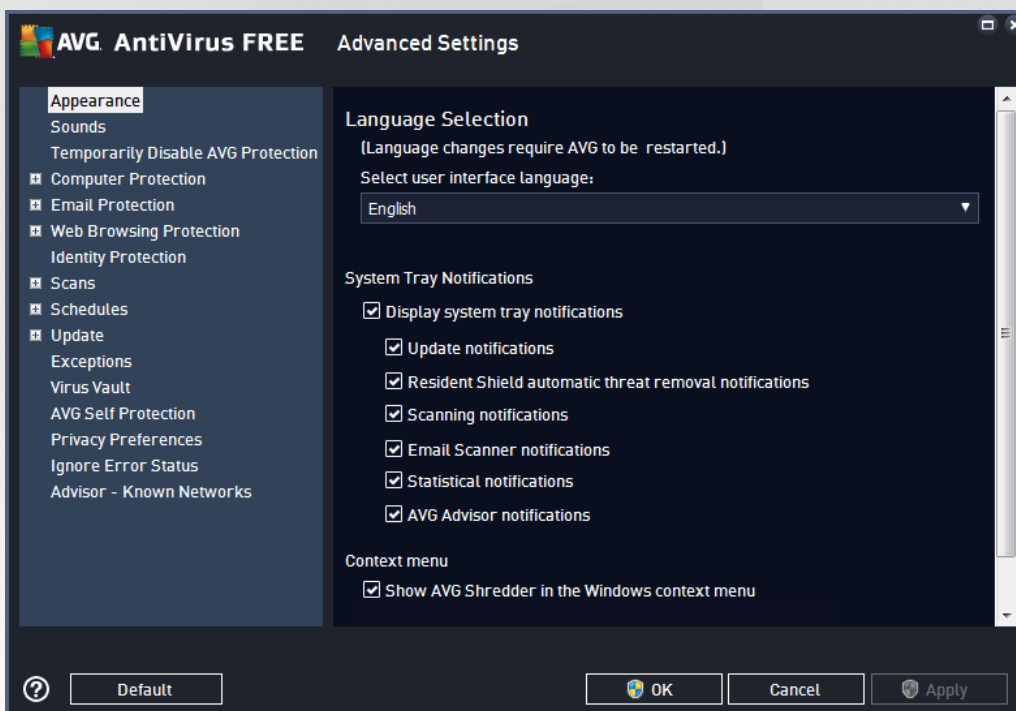 AVG. AntiVirus FREE Advanced Settings
Appearance
Sounds
Temporarily Disable AVG Protection
Computer Protection
Email Protection
Web Browsing Protection
Identity Protection
Scans
Schedules
Update
Exceptions
Virus Vault
AVG Self Protection
Privacy Preferences
Ignore Error Status
Advisor - Known Networks
Language Selection
(Language changes require AVG to be restarted.)
Select user interface language:
English
System Tray Notifications
Display system tray notifications
Update notifications
Resident Shield automatic threat removal notifications
Scanning notifications
Email Scanner notifications
Statistical notifications
AVG Advisor notifications
Context menu
Show AVG Shredder in the Windows context menu
? Default OK Cancel Apply